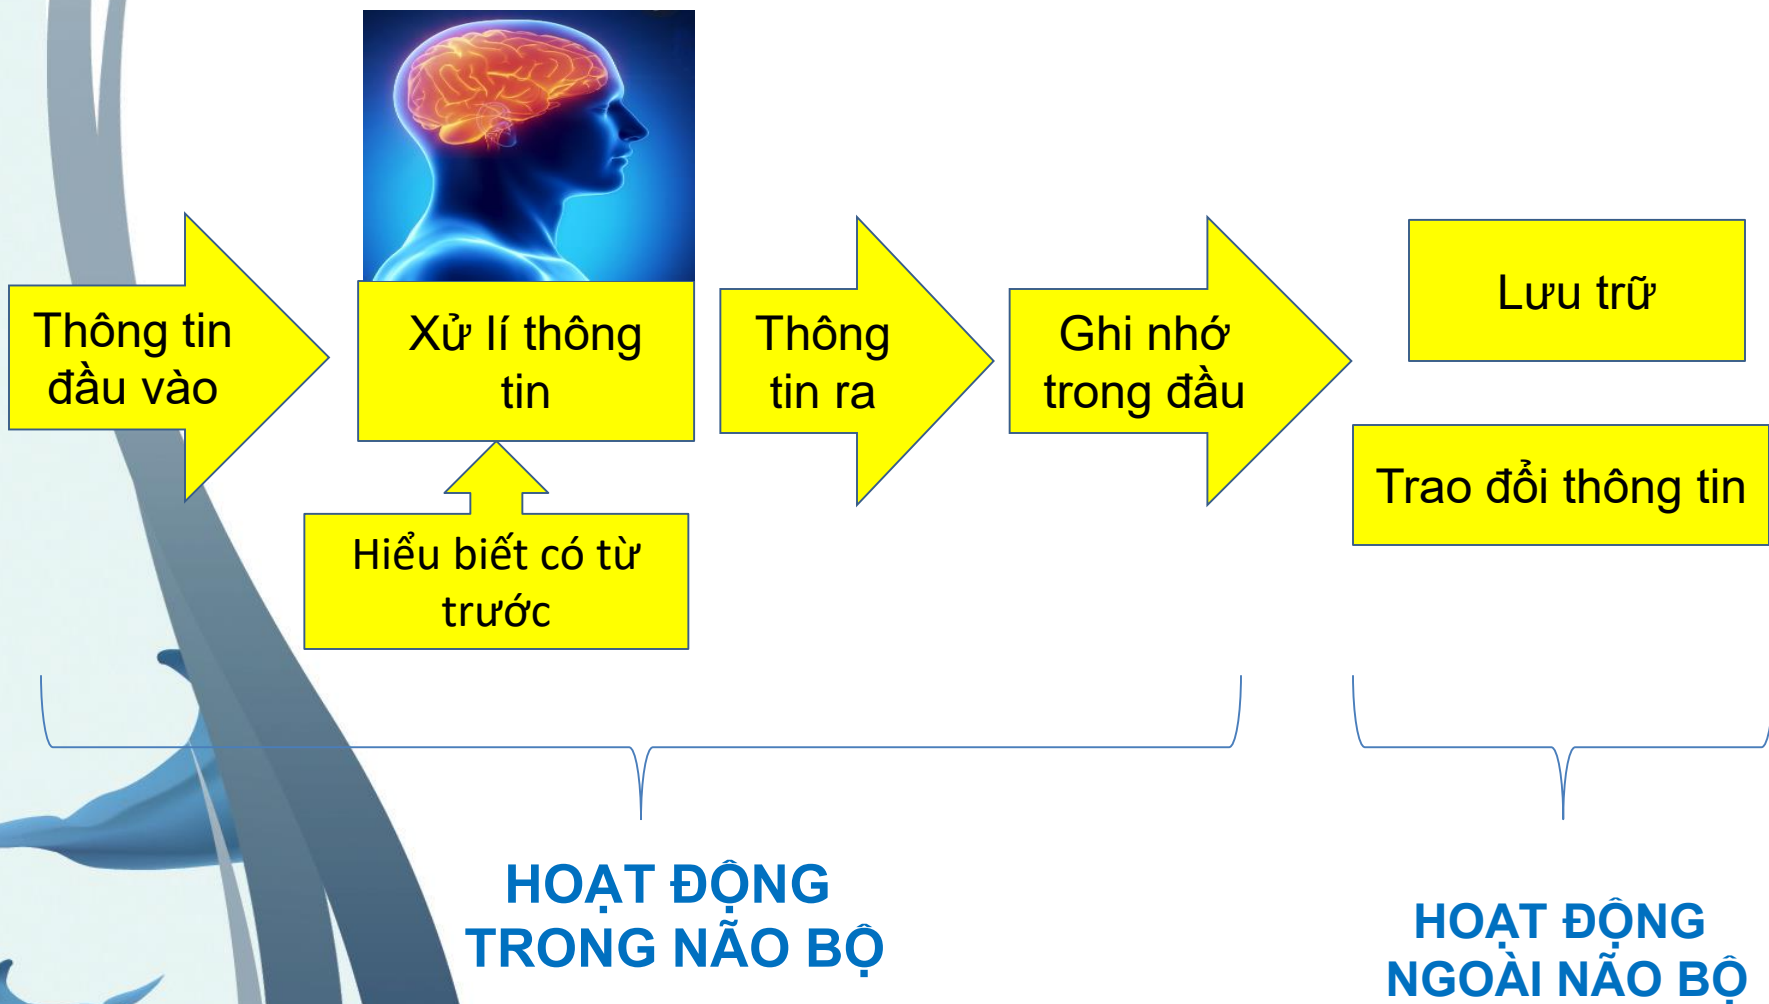 Thông tin
đầu vào
Xử lí thông
tin
Hiểu biết có từ
trước
Thông
tin ra
Ghi nhớ
trong đầu
Lưu trữ
Trao đổi thông tin
HOẠT ĐỘNG
TRONG NÃO BỘ
HOẠT ĐỘNG
NGOÀI NÃO BỘ